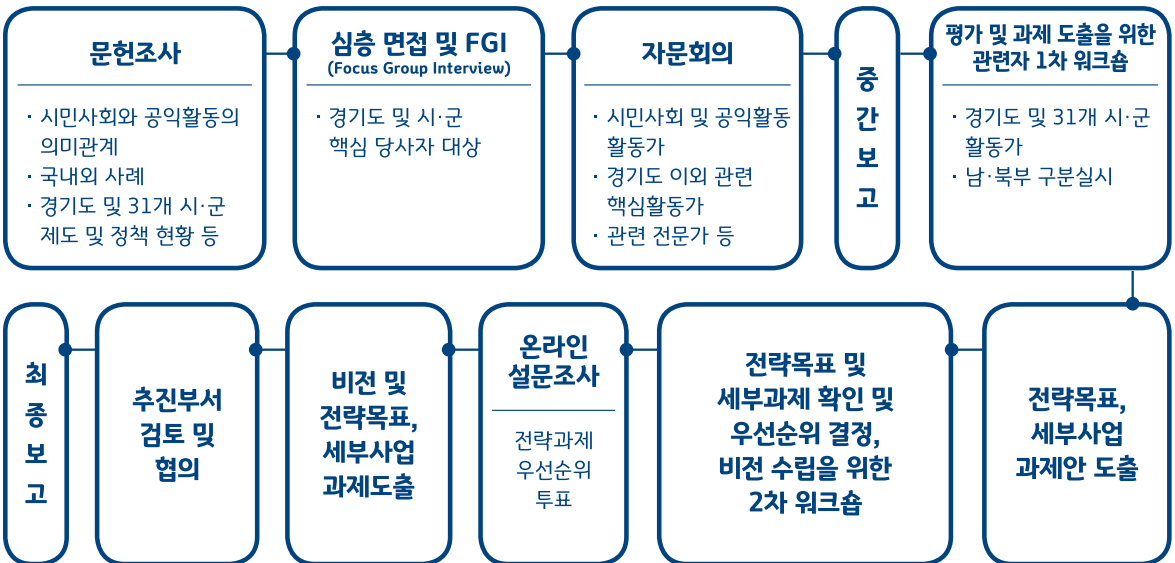 문헌조사
· 시민사회와 공익활동의
의미관계
· 국내외 사례
· 경기도 및 31개 시·군
제도 및 정책 현황 등
심층 면접 및 FGI
(Focus Group Interview)
· 경기도 및 시·군
핵심 당사자 대상
자문회의
· 시민사회 및 공익활동
활동가
· 경기도 이외 관련
핵심활동가
· 관련 전문가 등
중
간
보
고
평가 및 과제 도출을 위한
관련자 1차 워크숍
· 경기도 및 31개 시·군
활동가
· 남·북부 구분실시
전략목표,
세부사업
과제안 도출
전략목표 및
세부과제 확인 및
우선순위 결정,
비전 수립을 위한
2차 워크숍
온라인
설문조사
전략과제
우선순위
투표
비전 및
전략목표,
세부사업
과제도출
추진부서
검토 및
협의
최
종
보
고